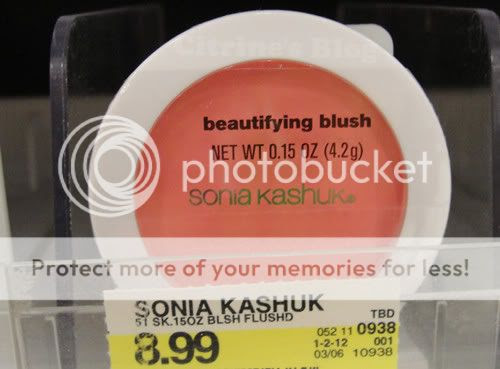 Citrine's Blog
beautifying blush
NET WT 0.15 OZ (4.2g)
photobucket
sonia kashuk®
Protect more of your memories for less!
SONIA KASHUK
51 SK.15OZ BLSH FLUSHD
TBD
052 11 0938
8.99
1-2-12 001
03/06 10938